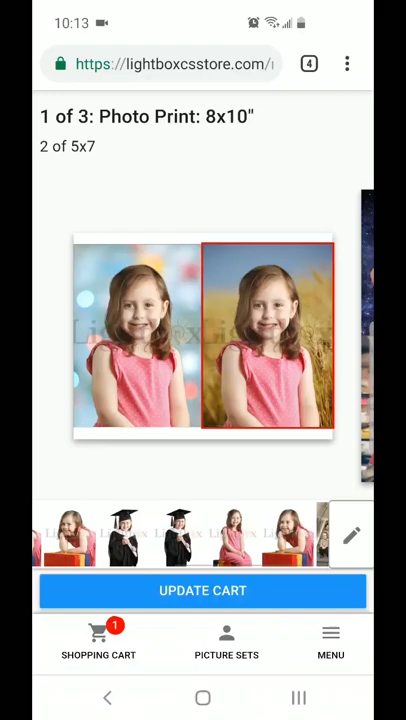 10:13
https://lightboxcsstore.com/
4
1 of 3: Photo Print: 8x10"
2 of 5x7
Lightbox
UPDATE CART
1
SHOPPING CART
PICTURE SETS
MENU